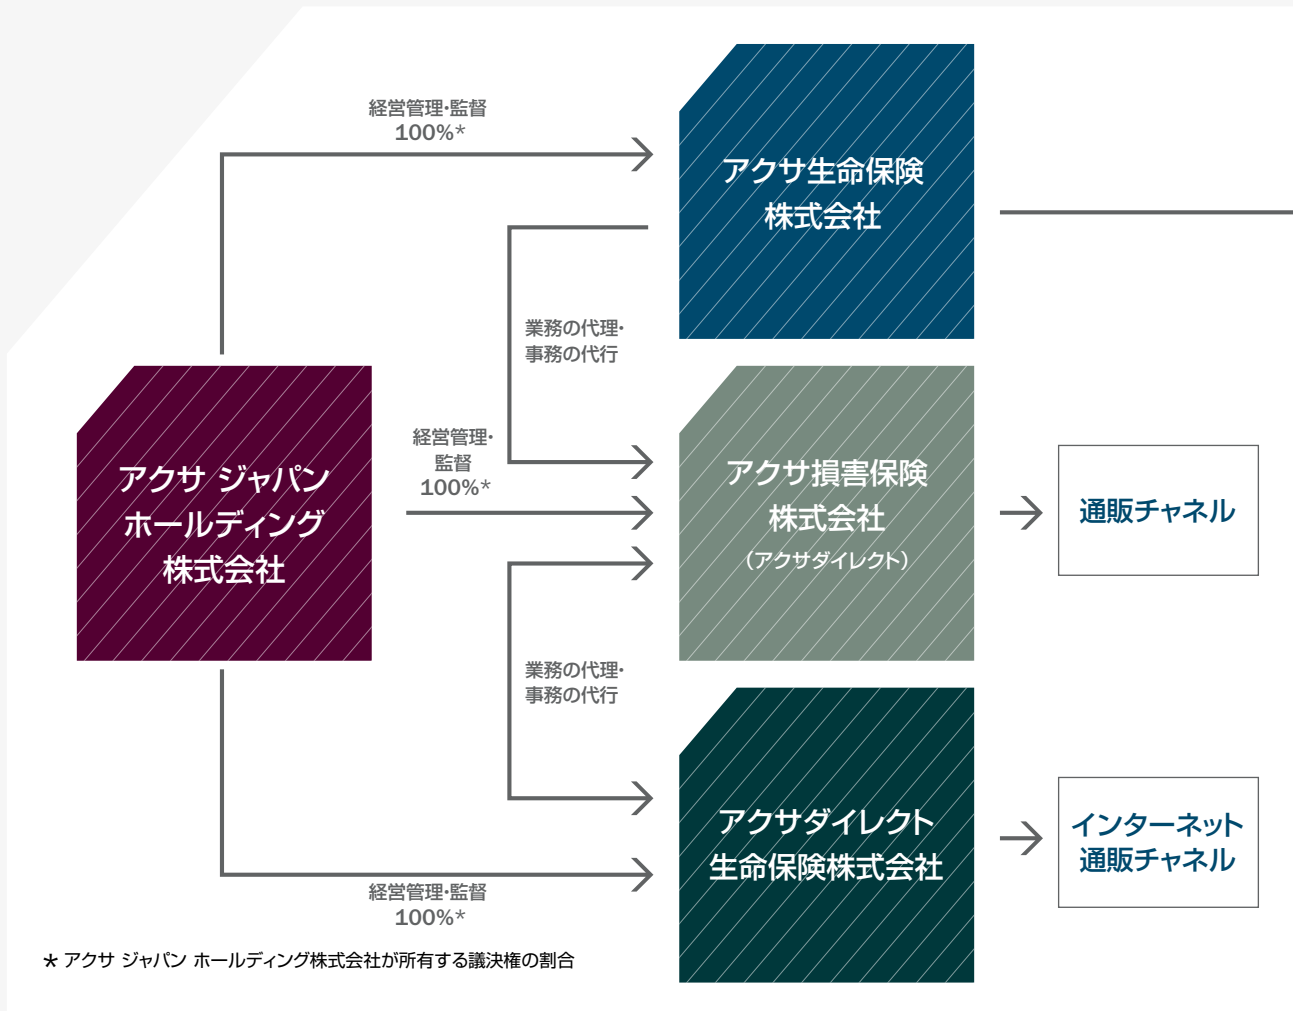 経営管理・監督
100%*
アクサ生命保険
株式会社
業務の代理・
事務の代行
アクサ ジャパン
ホールディング
株式会社
経営管理・
監督
100%*
アクサ損害保険
株式会社
（アクサダイレクト）
通販チャネル
業務の代理・
事務の代行
アクサダイレクト
生命保険株式会社
インターネット
通販チャネル
経営管理・監督
100%*
* アクサ ジャパン ホールディング株式会社が所有する議決権の割合